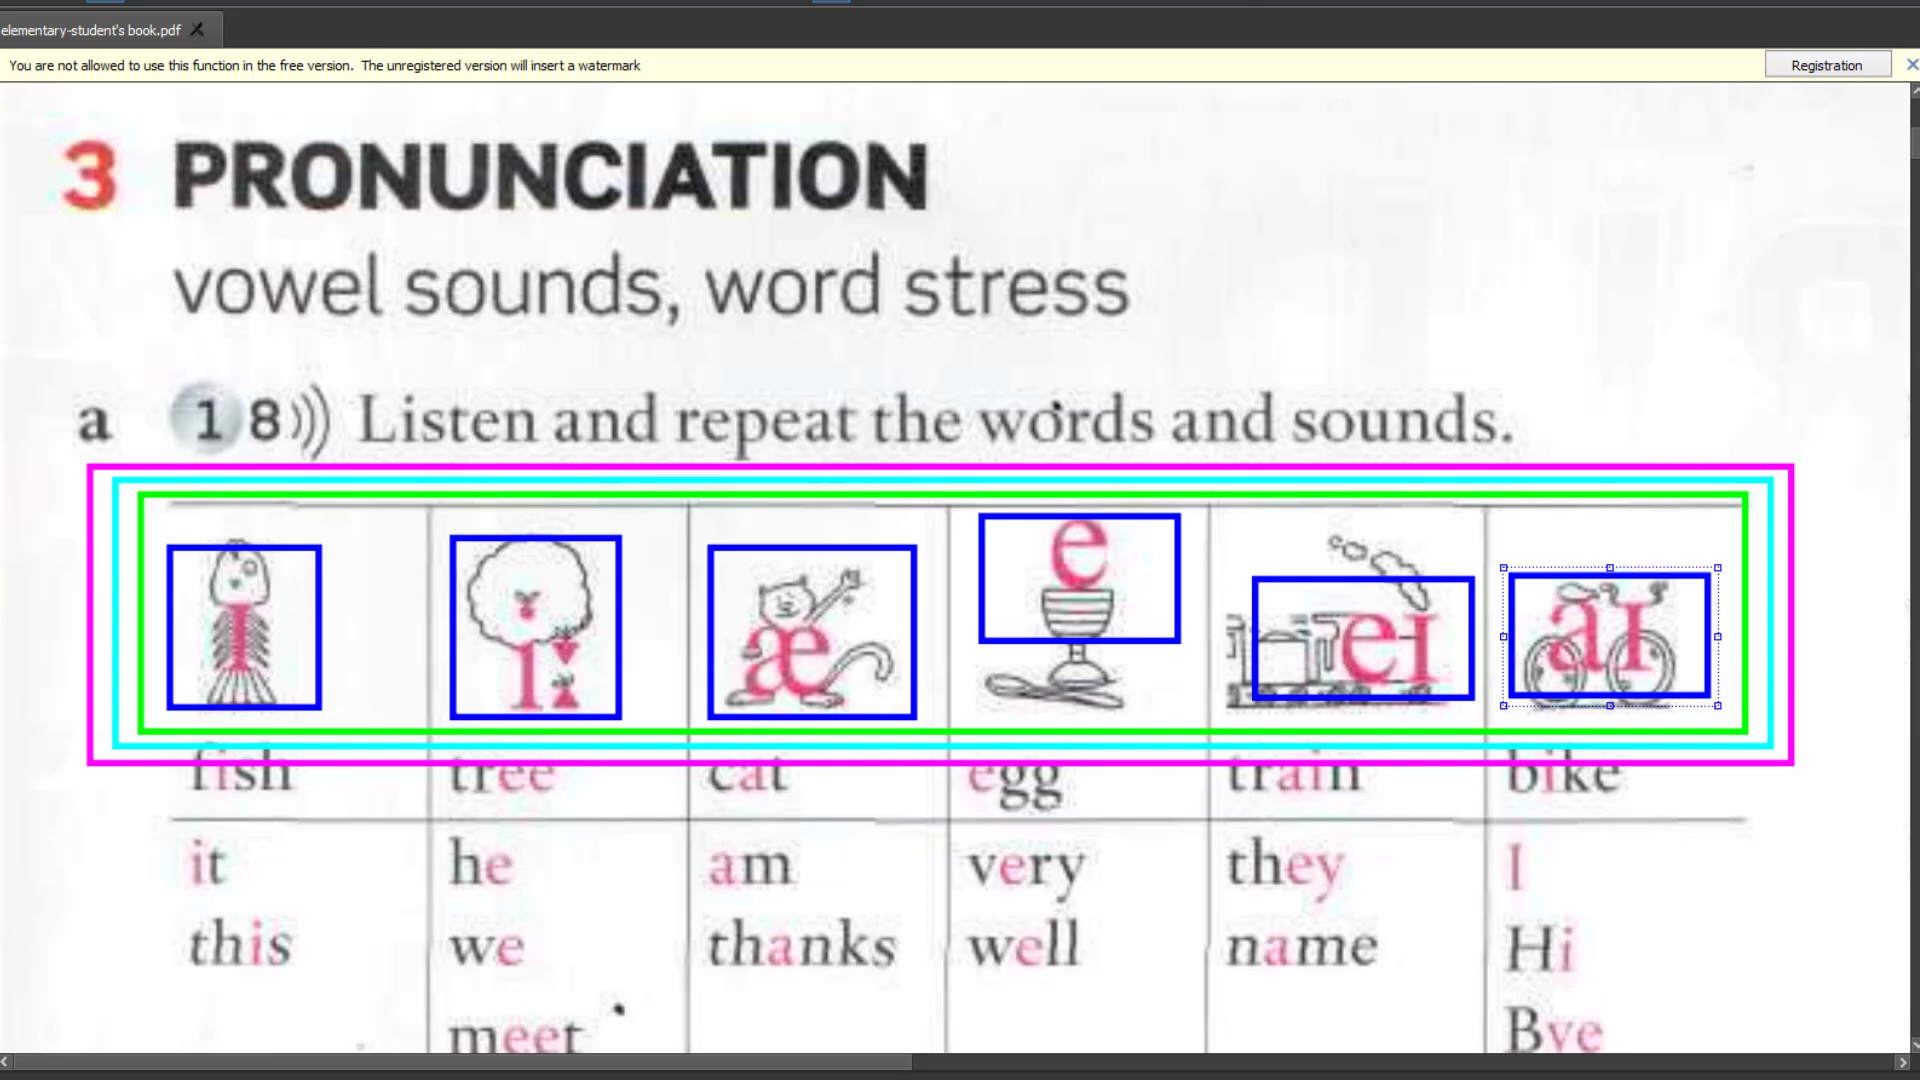 elementary-student's book.pdf
You are not allowed to use this function in the free version. The unregistered version will insert a watermark
Registration
3 PRONUNCIATION
vowel sounds, word stress
a 1 8))) Listen and repeat the words and sounds.
ɪ iː æ e eɪ aɪ
fish tree cat egg train bike
it he am very they I
this we thanks well name Hi
meet Bye